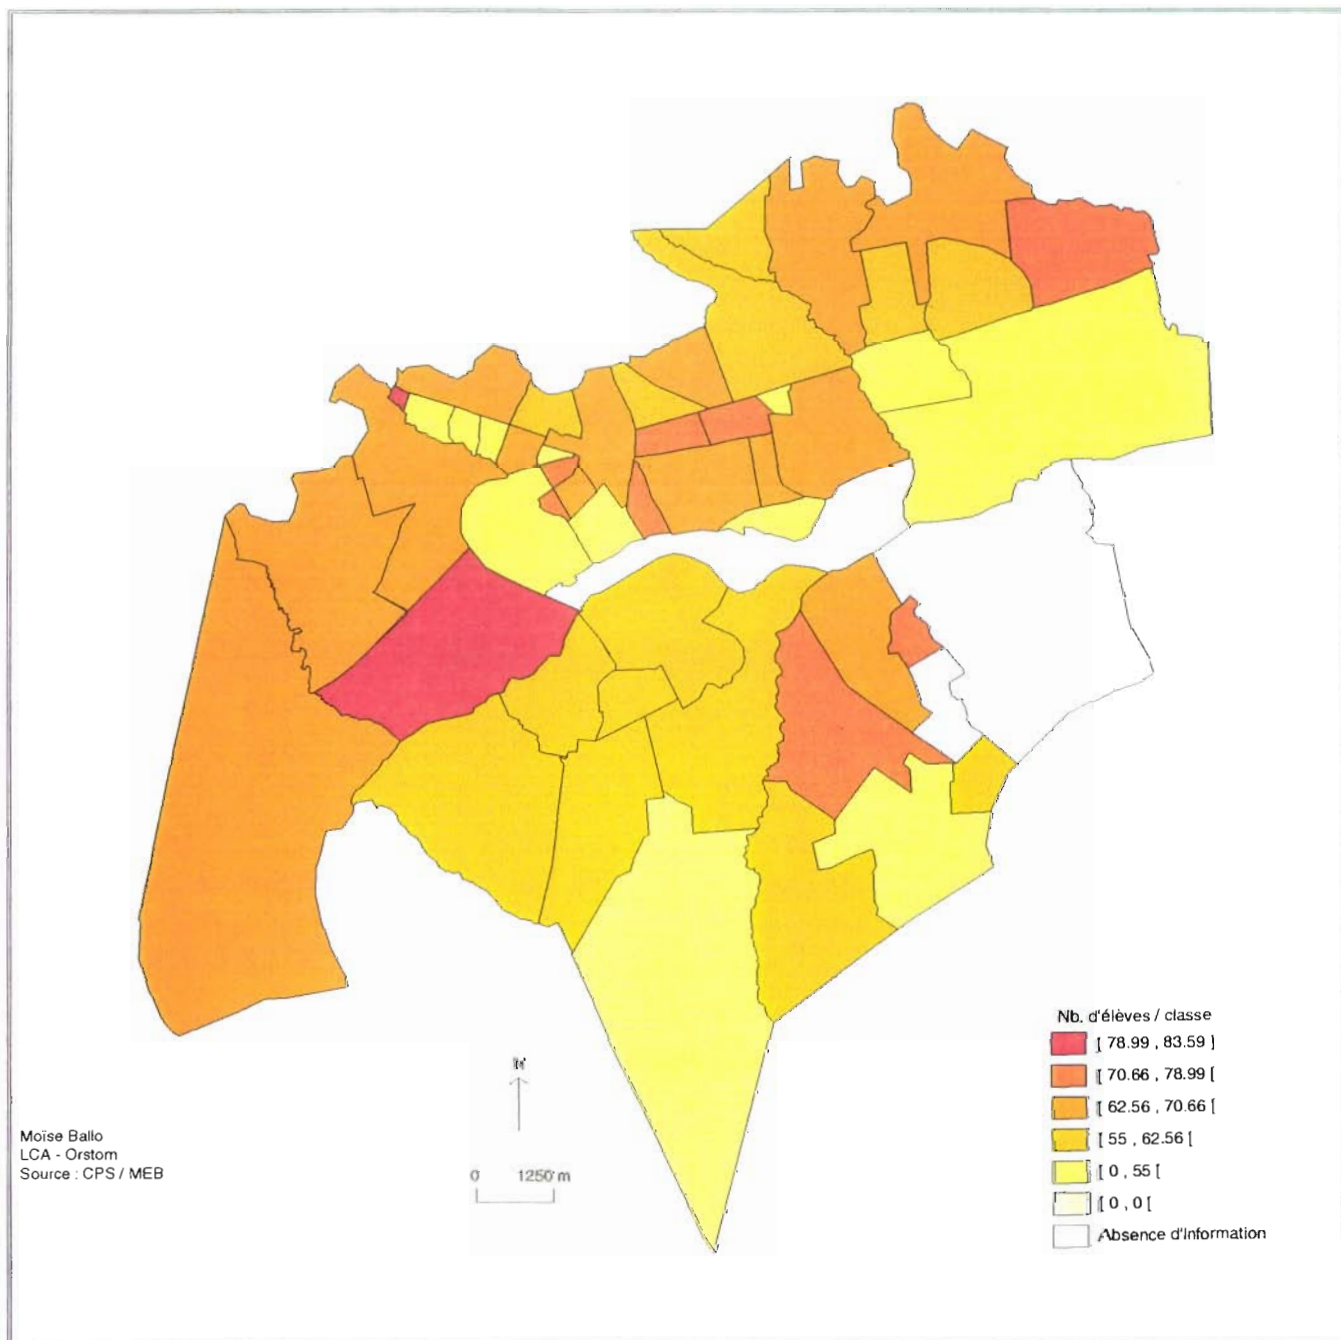 Nb. d'élèves / classe
[ 78.99 , 83.59 ]
[ 70.66 , 78.99 [
[ 62.56 , 70.66 [
[ 55 , 62.56 [
[ 0 , 55 [
[ 0 , 0 [
Absence d'Information
N
0 1250 m
Moïse Ballo
LCA - Orstom
Source : CPS / MEB